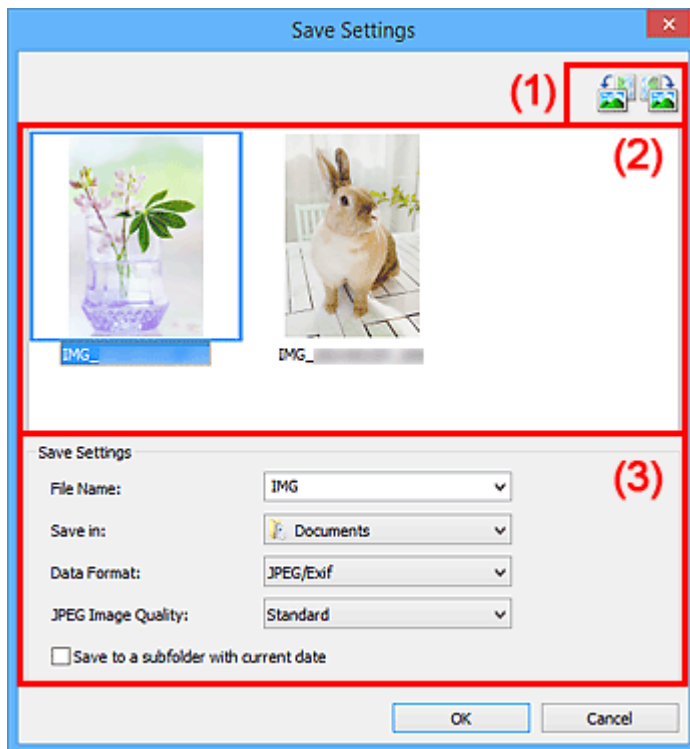 Save Settings
(1)
(2)
IMG_
IMG_
Save Settings
(3)
File Name:
IMG
Save in:
Documents
Data Format:
JPEG/Exif
JPEG Image Quality:
Standard
Save to a subfolder with current date
OK
Cancel